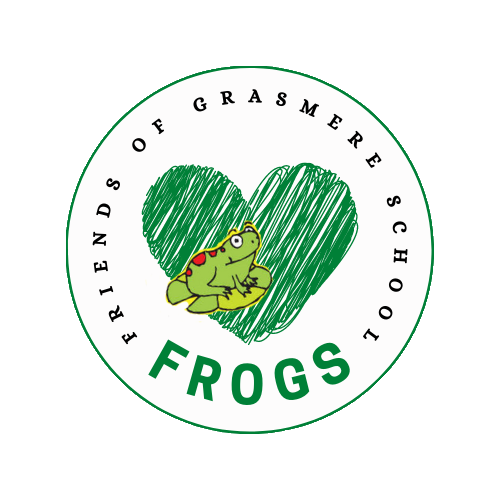 FRIENDS OF GRASMERE SCHOOL
FROGS